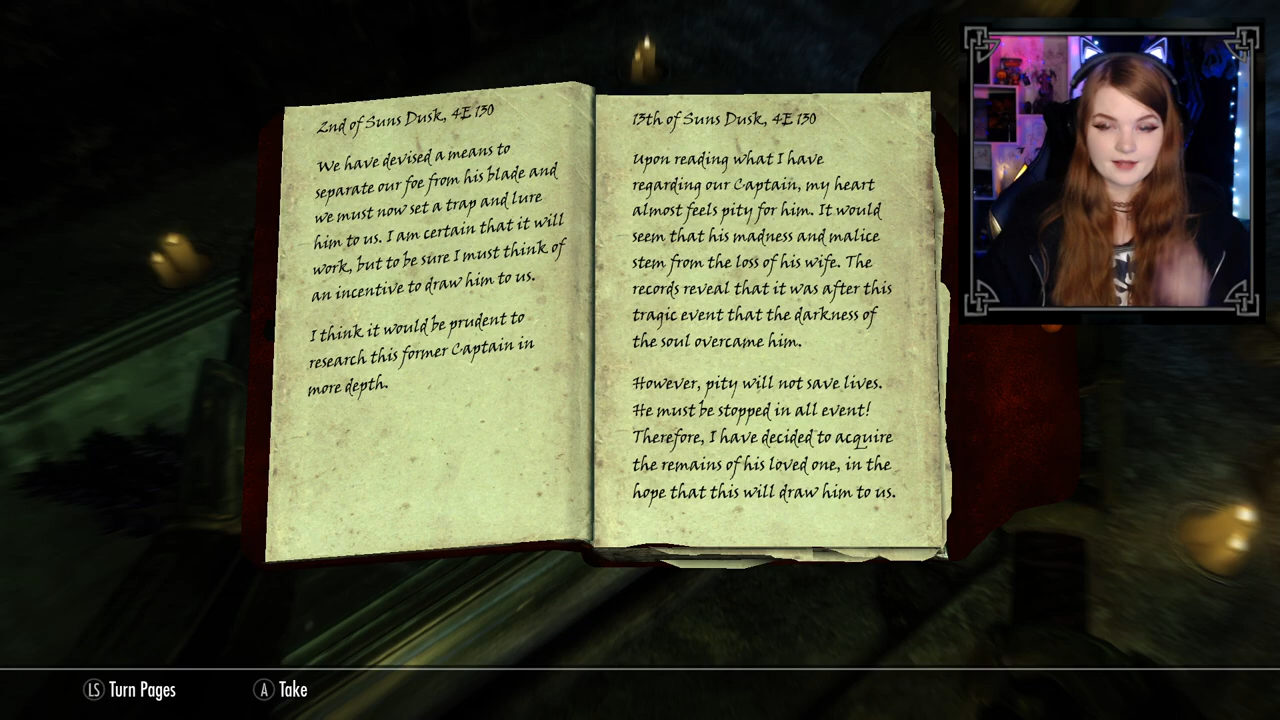 2nd of Suns Dusk, 4E 130
We have devised a means to
separate our foe from his blade and
we must now set a trap and lure
him to us. I am certain that it will
work, but to be sure I must think of
an incentive to draw him to us.
I think it would be prudent to
research this former Captain in
more depth.
13th of Suns Dusk, 4E 130
Upon reading what I have
regarding our Captain, my heart
almost feels pity for him. It would
seem that his madness and malice
stem from the loss of his wife. The
records reveal that it was after this
tragic event that the darkness of
the soul overcame him.
However, pity will not save lives.
He must be stopped in all event!
Therefore, I have decided to acquire
the remains of his loved one, in the
hope that this will draw him to us.
LS Turn Pages
A Take